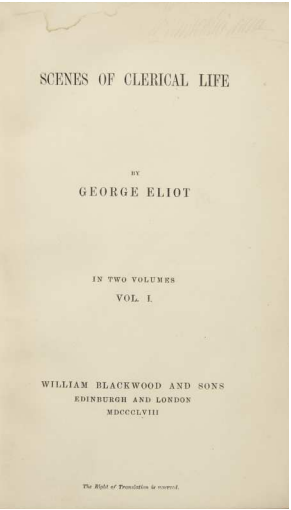 SCENES OF CLERICAL LIFE
BY
GEORGE ELIOT
IN TWO VOLUMES
VOL. I.
WILLIAM BLACKWOOD AND SONS
EDINBURGH AND LONDON
MDCCCLVIII
The Right of Translation is reserved.